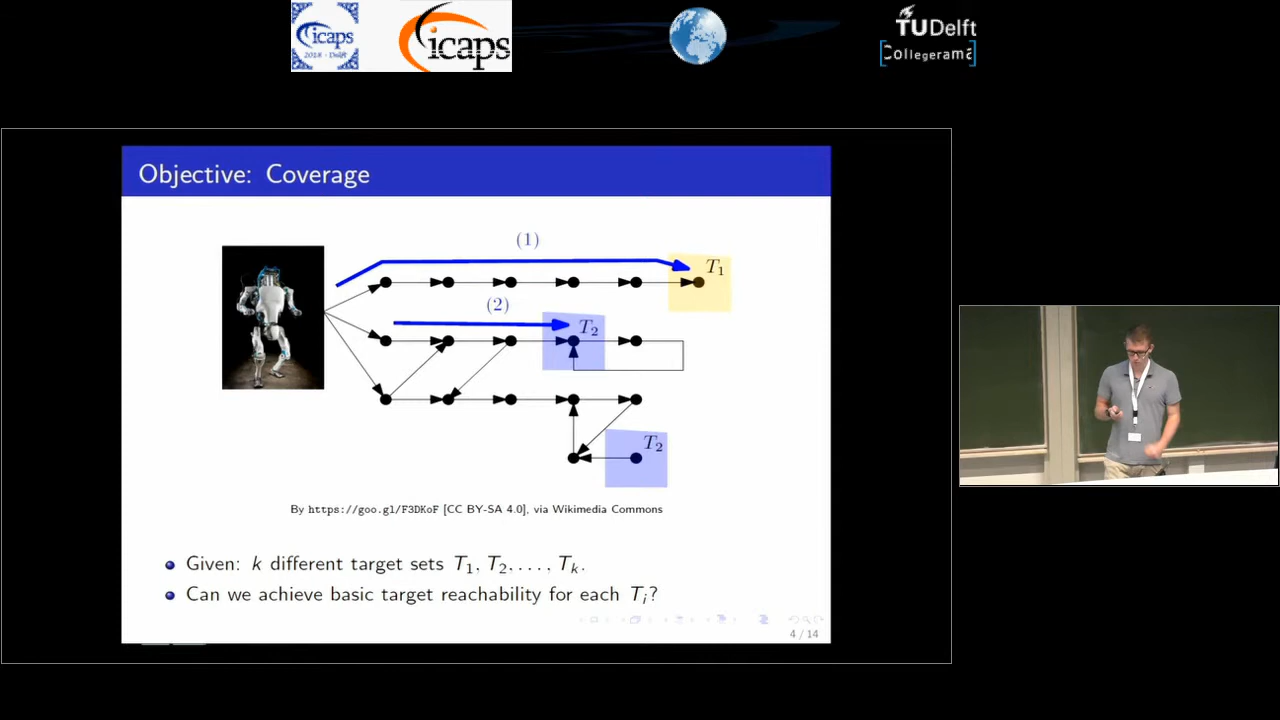 icaps
2018 - Delft
icaps
TUDelft
Collegerama
Objective: Coverage
(1)
T1
(2)
T2
T2
By https://goo.gl/F3DKoF [CC BY-SA 4.0], via Wikimedia Commons
Given: k different target sets T1, T2, . . . , Tk.
Can we achieve basic target reachability for each Ti?
4 / 14